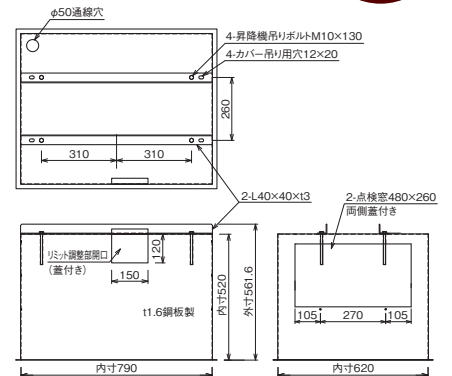 φ50通線穴
4-昇降機吊りボルトM10×130
4-カバー吊り用穴12×20
260
310
310
2-L40×40×t3
2-点検窓480×260
両側蓋付き
リミット調整部開口
(蓋付き)
120
150
t1.6鋼板製
内寸520
外寸561.6
105
270
105
内寸790
内寸620